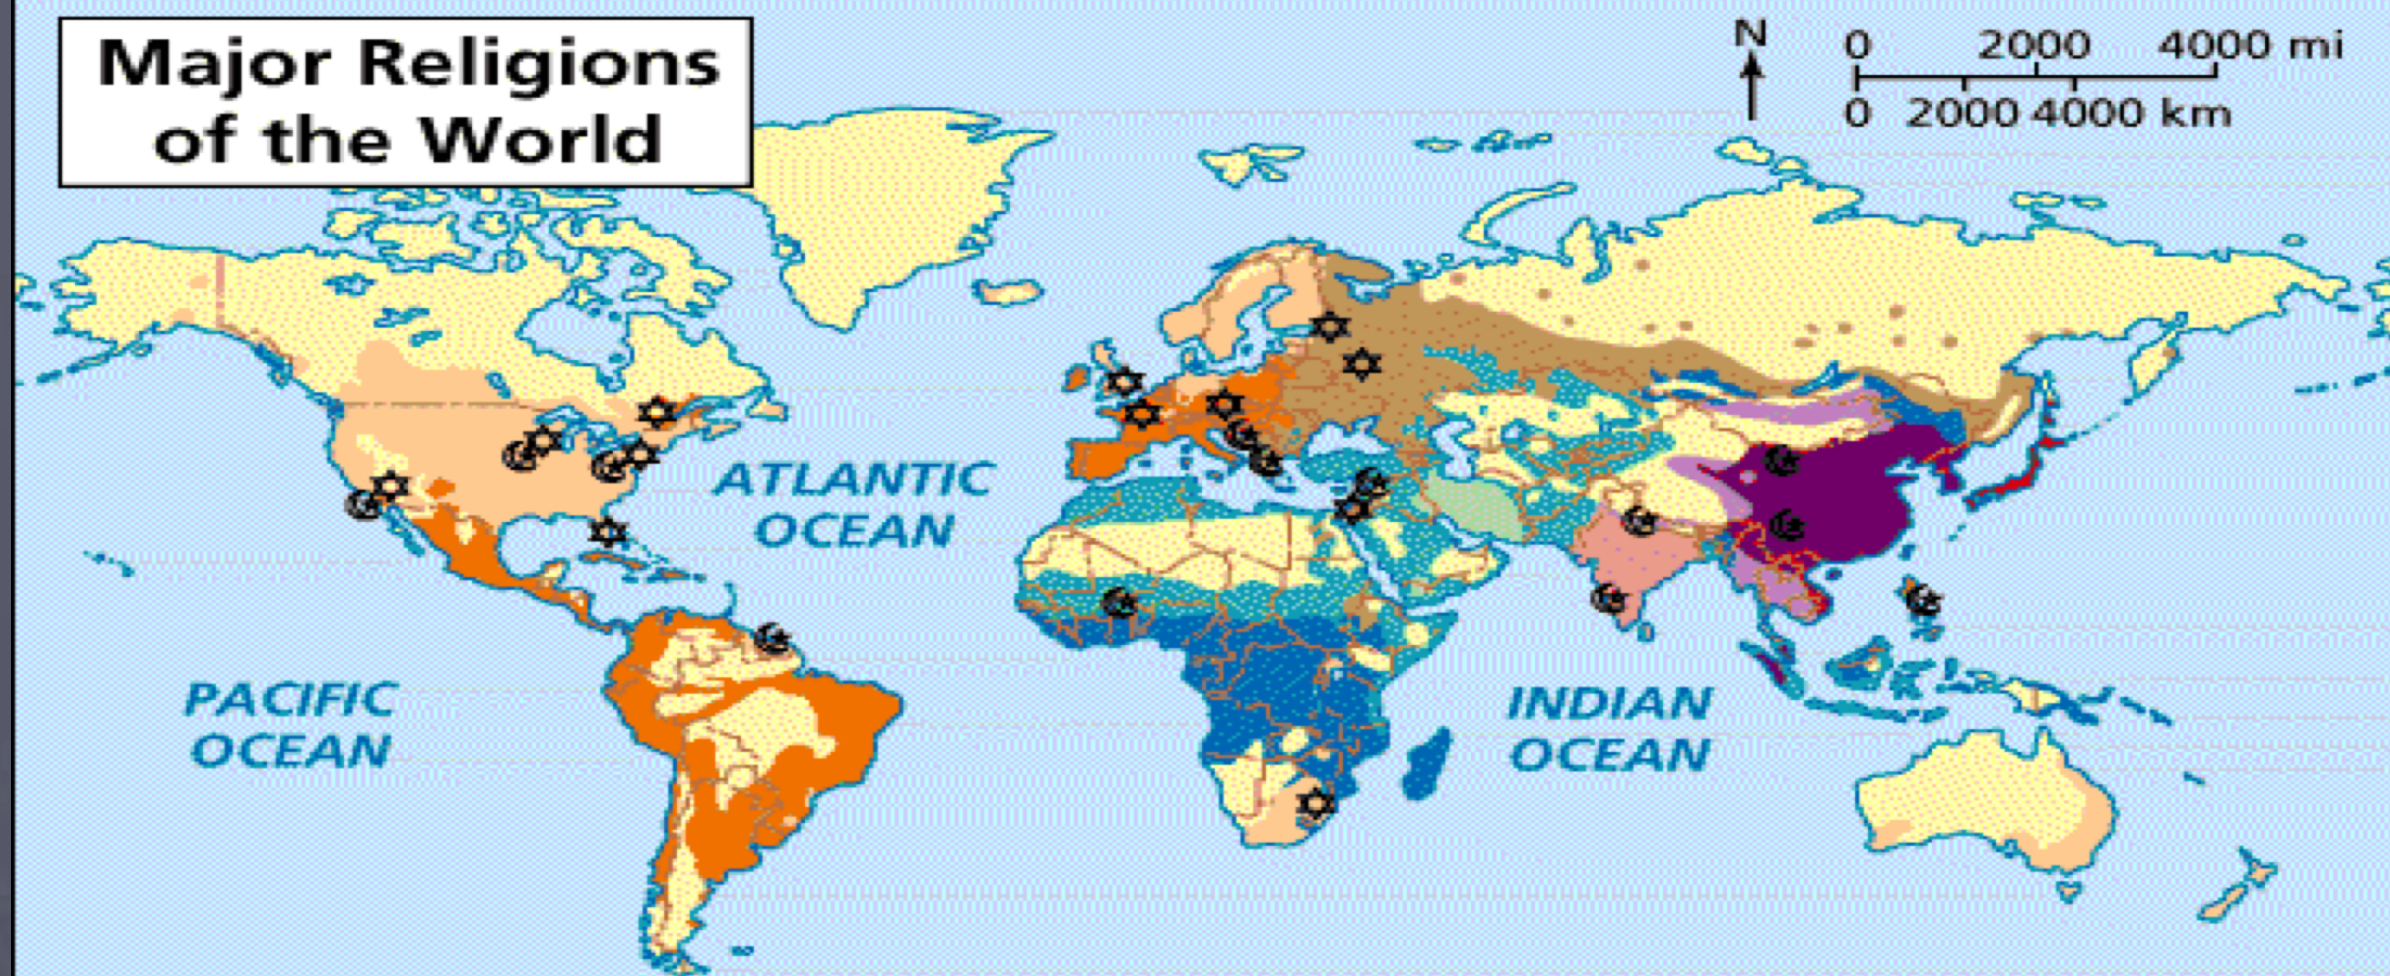 Major Religions
of the World
N
0 2000 4000 mi
0 2000 4000 km
ATLANTIC
OCEAN
PACIFIC
OCEAN
INDIAN
OCEAN